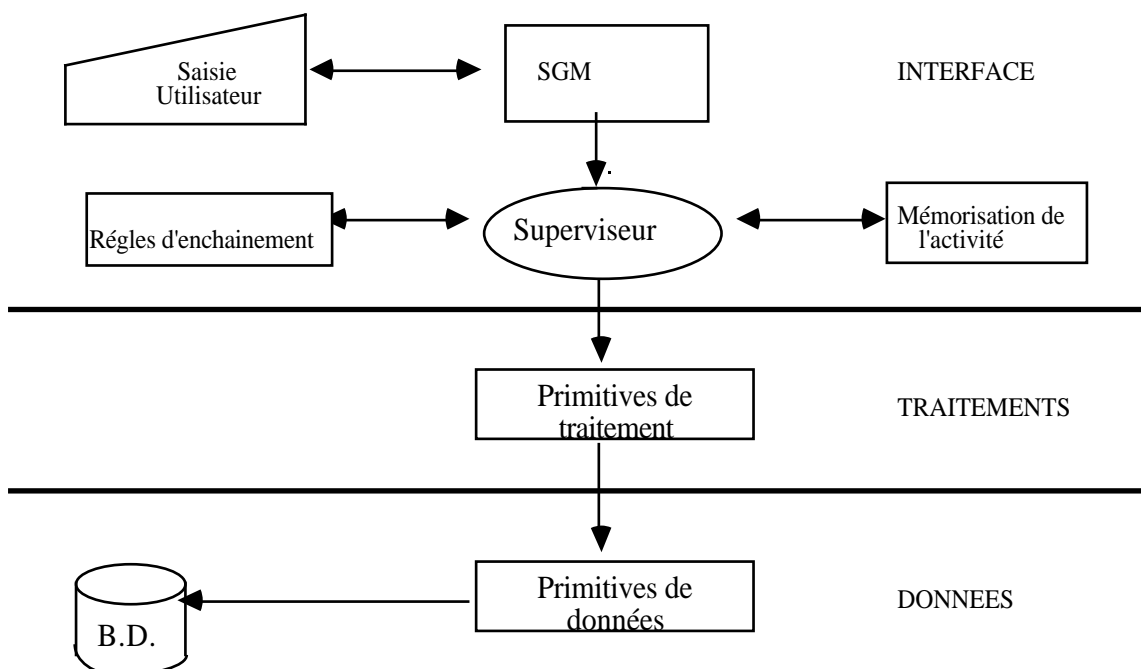 Saisie
Utilisateur
SGM
INTERFACE
Régles d'enchainement
Superviseur
Mémorisation de
l'activité
Primitives de
traitement
TRAITEMENTS
Primitives de
données
DONNEES
B.D.